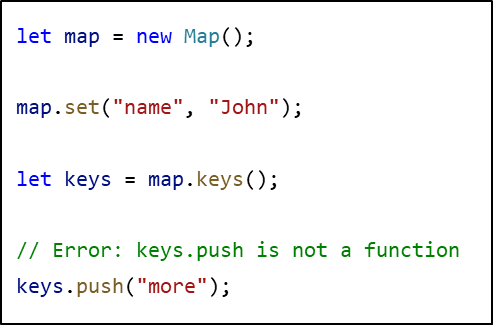 let map = new Map();
map.set("name", "John");
let keys = map.keys();
// Error: keys.push is not a function
keys.push("more");